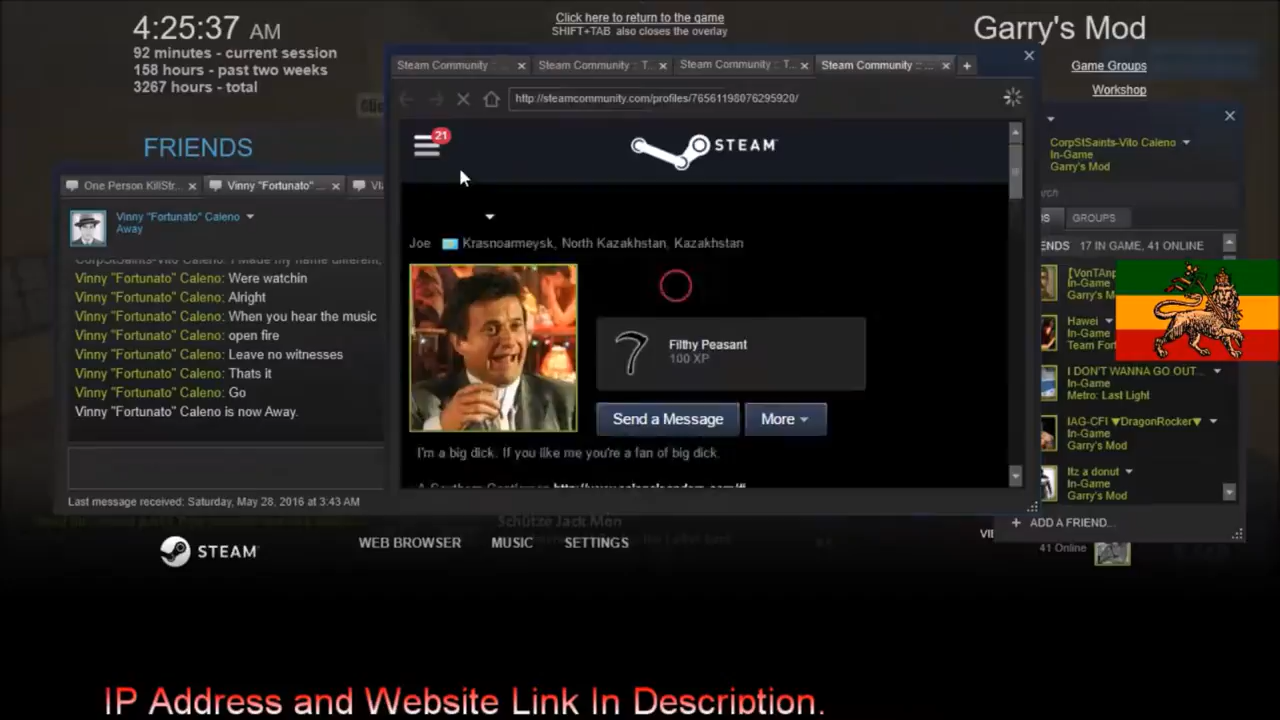 4:25:37 AM
92 minutes - current session
158 hours - past two weeks
3267 hours - total
Click here to return to the game
SHIFT+TAB also closes the overlay
Garry's Mod
Game Groups
Workshop
FRIENDS
One Person KillStr...
Vinny "Fortunato" ...
Vinny "Fortunato" Caleno
Away
Vinny "Fortunato" Caleno: Were watchin
Vinny "Fortunato" Caleno: Alright
Vinny "Fortunato" Caleno: When you hear the music
Vinny "Fortunato" Caleno: open fire
Vinny "Fortunato" Caleno: Leave no witnesses
Vinny "Fortunato" Caleno: Thats it
Vinny "Fortunato" Caleno: Go
Vinny "Fortunato" Caleno is now Away.
Last message received: Saturday, May 28, 2016 at 3:43 AM
Steam Community :: ...
Steam Community :: T...
Steam Community :: T...
Steam Community :: ...
http://steamcommunity.com/profiles/76561198076295920/
21
STEAM
Joe Krasnoarmeysk, North Kazakhstan, Kazakhstan
Filthy Peasant
100 XP
Send a Message
More
I'm a big dick. If you like me you're a fan of big dick.
A Southern Gentleman
CorpStSaints-Vito Caleno
In-Game
Garry's Mod
GROUPS
17 IN GAME, 41 ONLINE
In-Game
Garry's M
Hawei
In-Game
Team Fort
I DON'T WANNA GO OUT...
In-Game
Metro: Last Light
IAG-CFI ▼DragonRocker▼
In-Game
Garry's Mod
Itz a donut
In-Game
Garry's Mod
+ ADD A FRIEND...
41 Online
Schütze Jack Men
STEAM
WEB BROWSER
MUSIC
SETTINGS
IP Address and Website Link In Description.